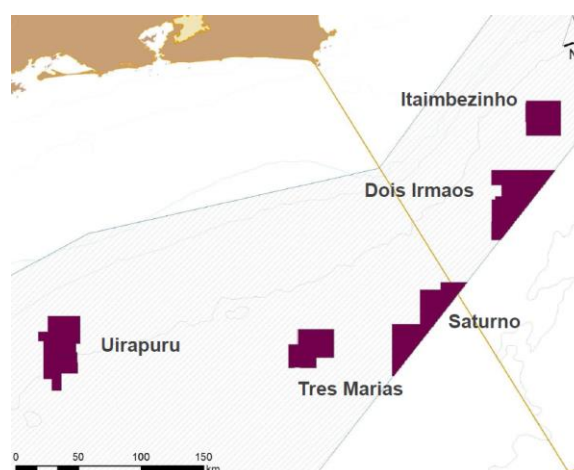 N
Itaimbezinho
Dois Irmaos
Saturno
Uirapuru
Tres Marias
0 50 100 150
km